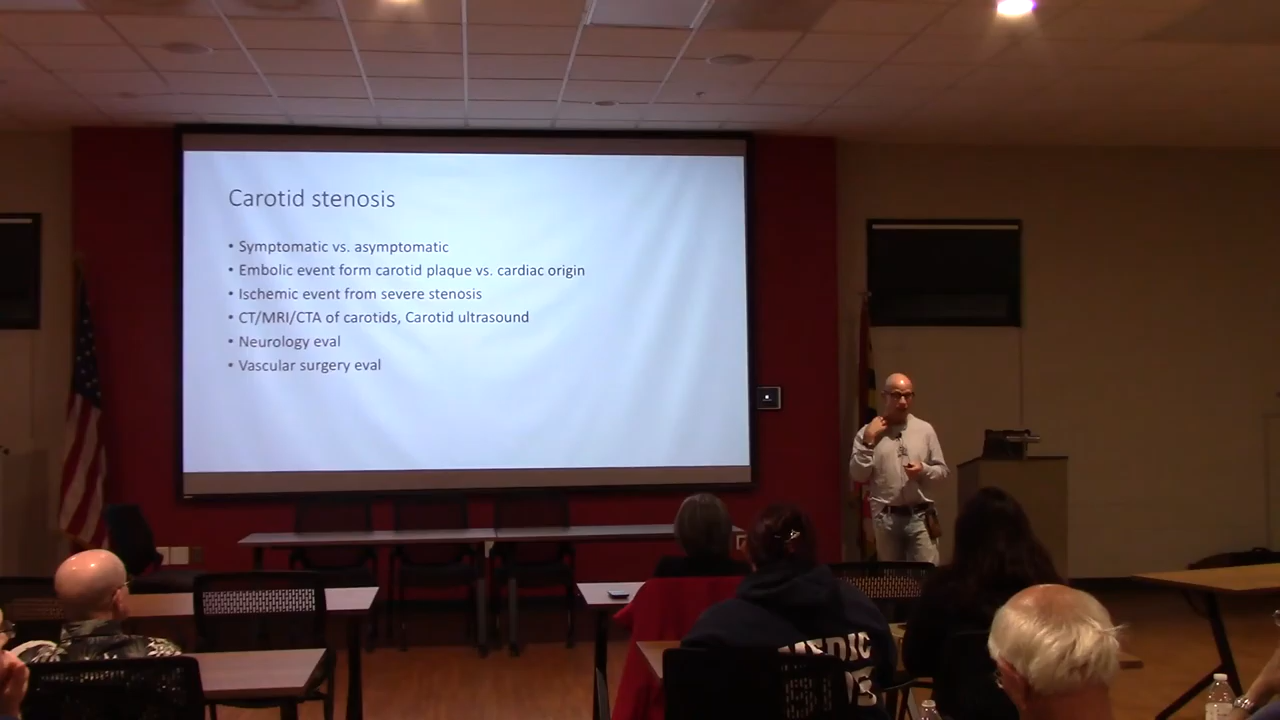 Carotid stenosis
• Symptomatic vs. asymptomatic
• Embolic event form carotid plaque vs. cardiac origin
• Ischemic event from severe stenosis
• CT/MRI/CTA of carotids, Carotid ultrasound
• Neurology eval
• Vascular surgery eval
MEDIC